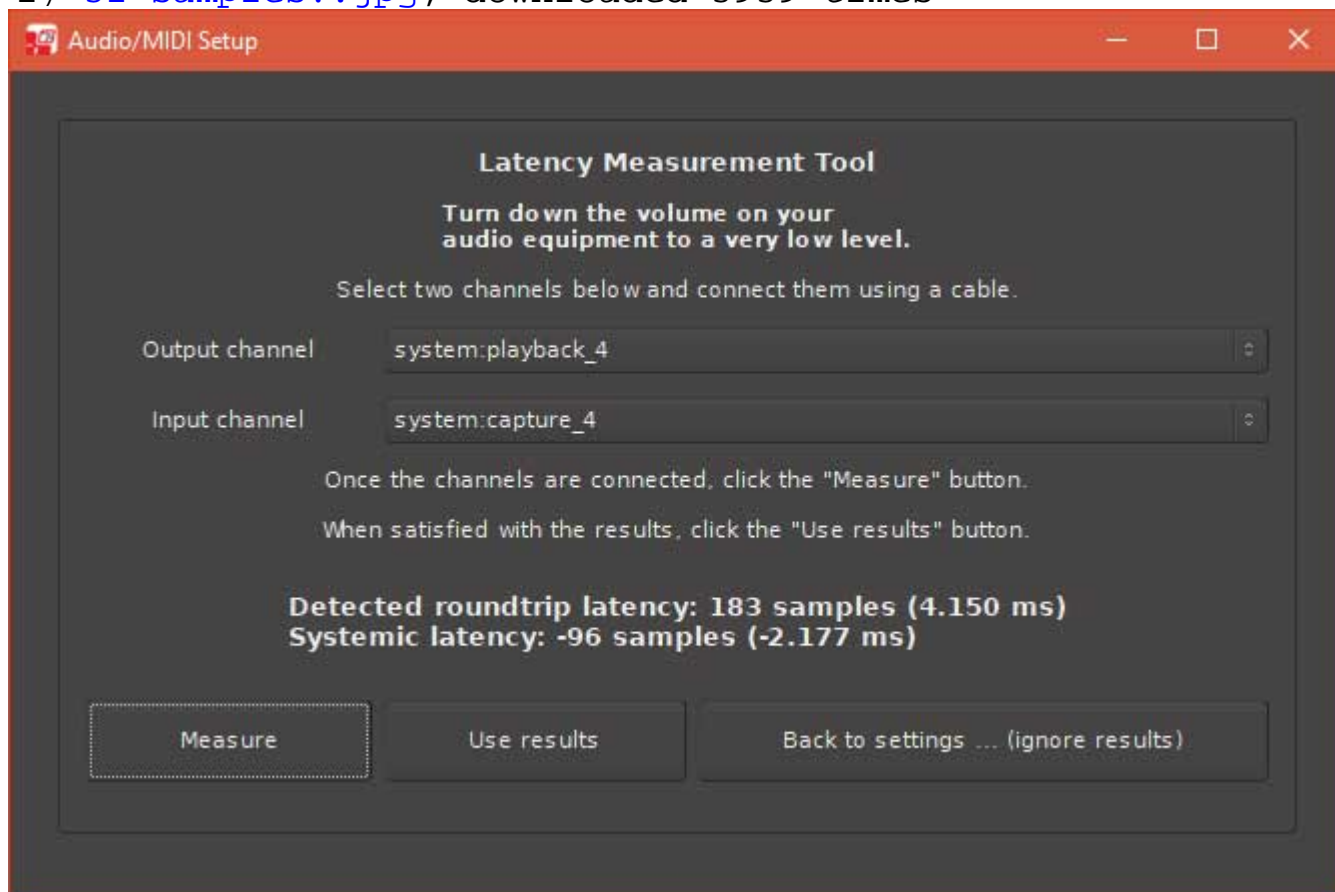 Audio/MIDI Setup
Latency Measurement Tool
Turn down the volume on your
audio equipment to a very low level.
Select two channels below and connect them using a cable.
Output channel system:playback_4
Input channel system:capture_4
Once the channels are connected, click the "Measure" button.
When satisfied with the results, click the "Use results" button.
Detected roundtrip latency: 183 samples (4.150 ms)
Systemic latency: -96 samples (-2.177 ms)
Measure Use results Back to settings ... (ignore results)